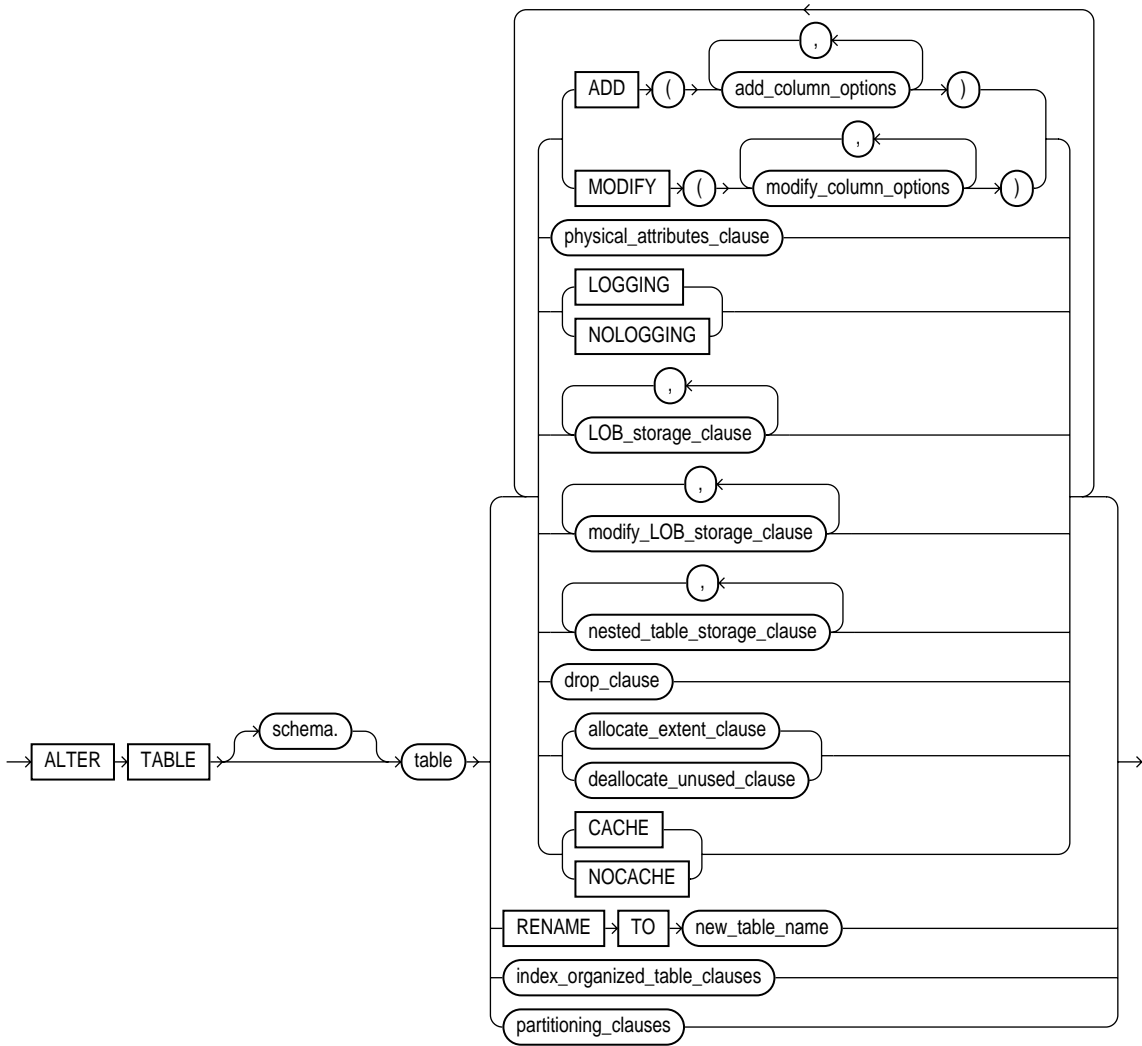 ,
ADD ( add_column_options )
,
MODIFY ( modify_column_options )
physical_attributes_clause
LOGGING
NOLOGGING
,
LOB_storage_clause
,
modify_LOB_storage_clause
,
nested_table_storage_clause
drop_clause
schema.
allocate_extent_clause
ALTER TABLE table
deallocate_unused_clause
CACHE
NOCACHE
RENAME TO new_table_name
index_organized_table_clauses
partitioning_clauses